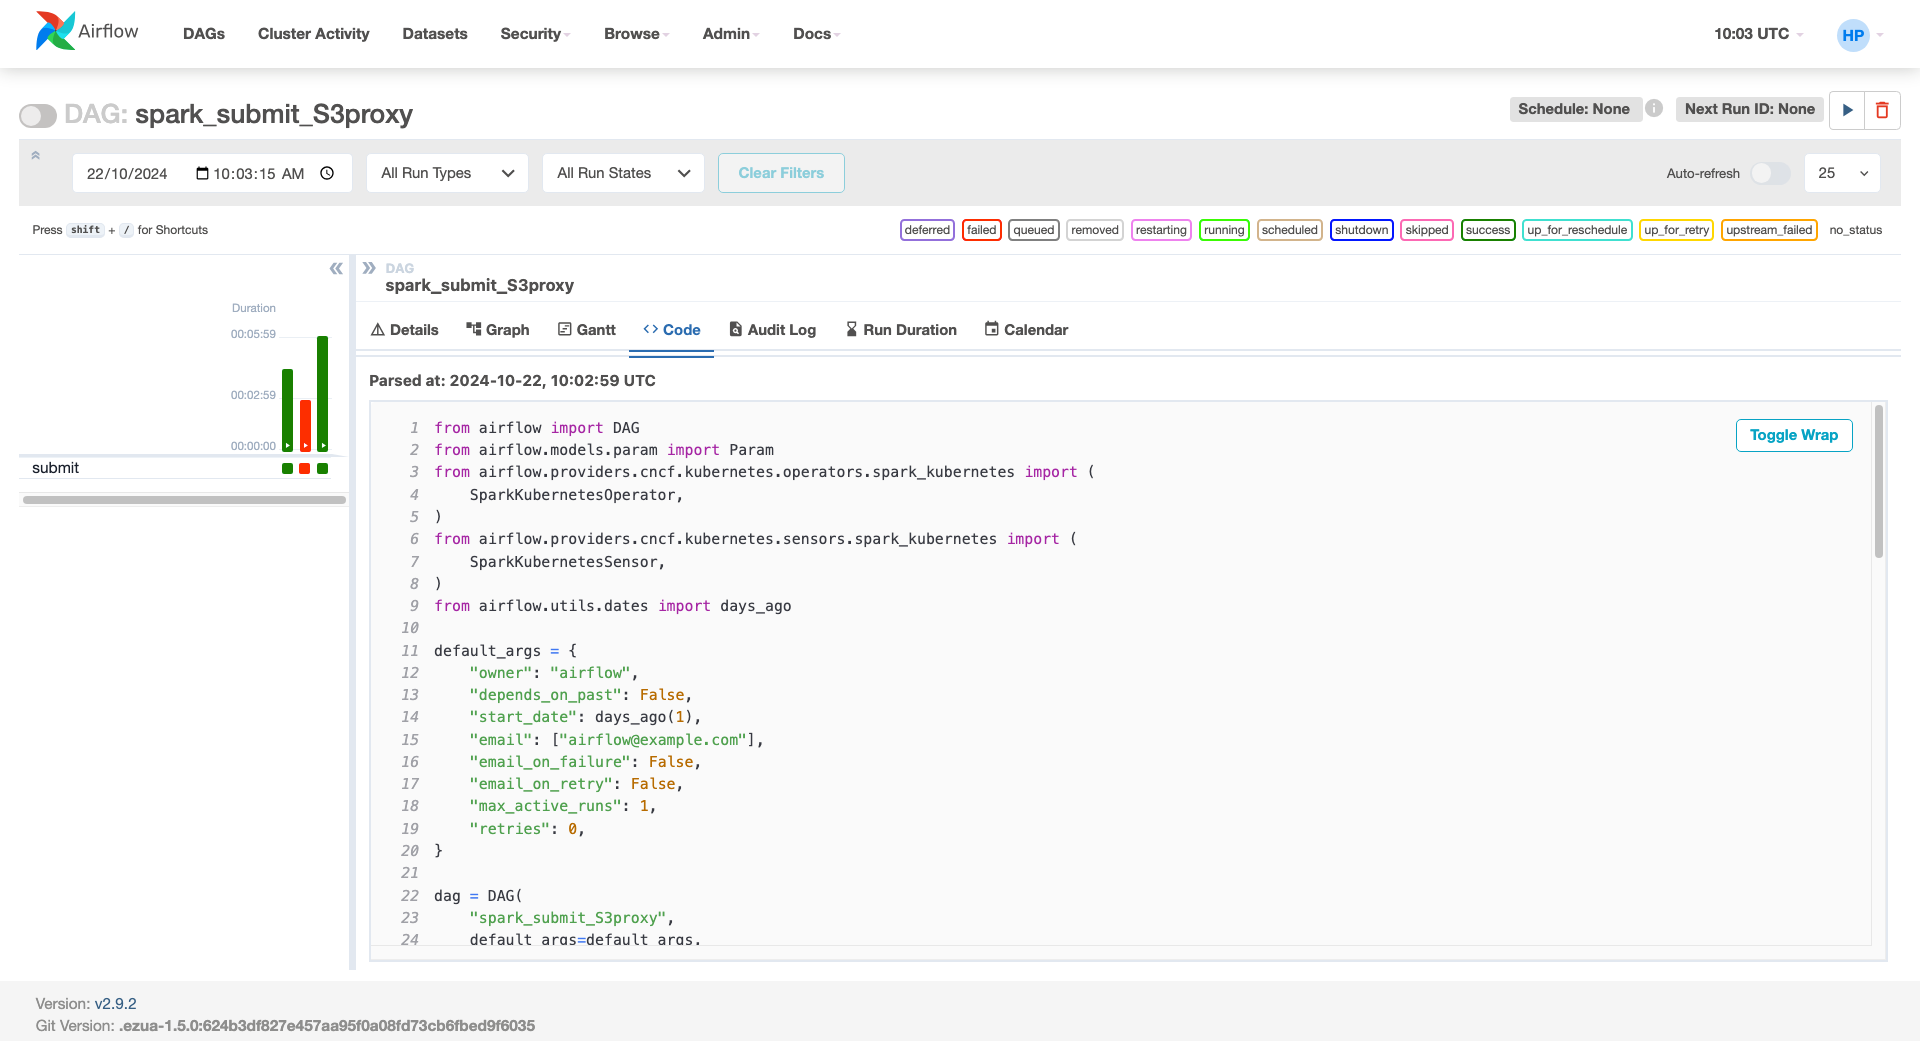 Airflow
DAGs Cluster Activity Datasets Security Browse Admin Docs
10:03 UTC HP
DAG: spark_submit_S3proxy
Schedule: None i Next Run ID: None
22/10/2024 10:03:15 AM All Run Types All Run States Clear Filters
Auto-refresh 25
Press shift + / for Shortcuts
deferred failed queued removed restarting running scheduled shutdown skipped success up_for_reschedule up_for_retry upstream_failed no_status
DAG
spark_submit_S3proxy
Duration
00:05:59
00:02:59
00:00:00
submit
Details Graph Gantt <> Code Audit Log Run Duration Calendar
Parsed at: 2024-10-22, 10:02:59 UTC
Toggle Wrap
1 from airflow import DAG
2 from airflow.models.param import Param
3 from airflow.providers.cncf.kubernetes.operators.spark_kubernetes import (
4     SparkKubernetesOperator,
5 )
6 from airflow.providers.cncf.kubernetes.sensors.spark_kubernetes import (
7     SparkKubernetesSensor,
8 )
9 from airflow.utils.dates import days_ago
10
11 default_args = {
12     "owner": "airflow",
13     "depends_on_past": False,
14     "start_date": days_ago(1),
15     "email": ["airflow@example.com"],
16     "email_on_failure": False,
17     "email_on_retry": False,
18     "max_active_runs": 1,
19     "retries": 0,
20 }
21
22 dag = DAG(
23     "spark_submit_S3proxy",
24     default_args=default_args,
Version: v2.9.2
Git Version: .ezua-1.5.0:624b3df827e457aa95f0a08fd73cb6fbed9f6035